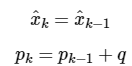 x̂ₖ = x̂ₖ₋₁
pₖ = pₖ₋₁ + q